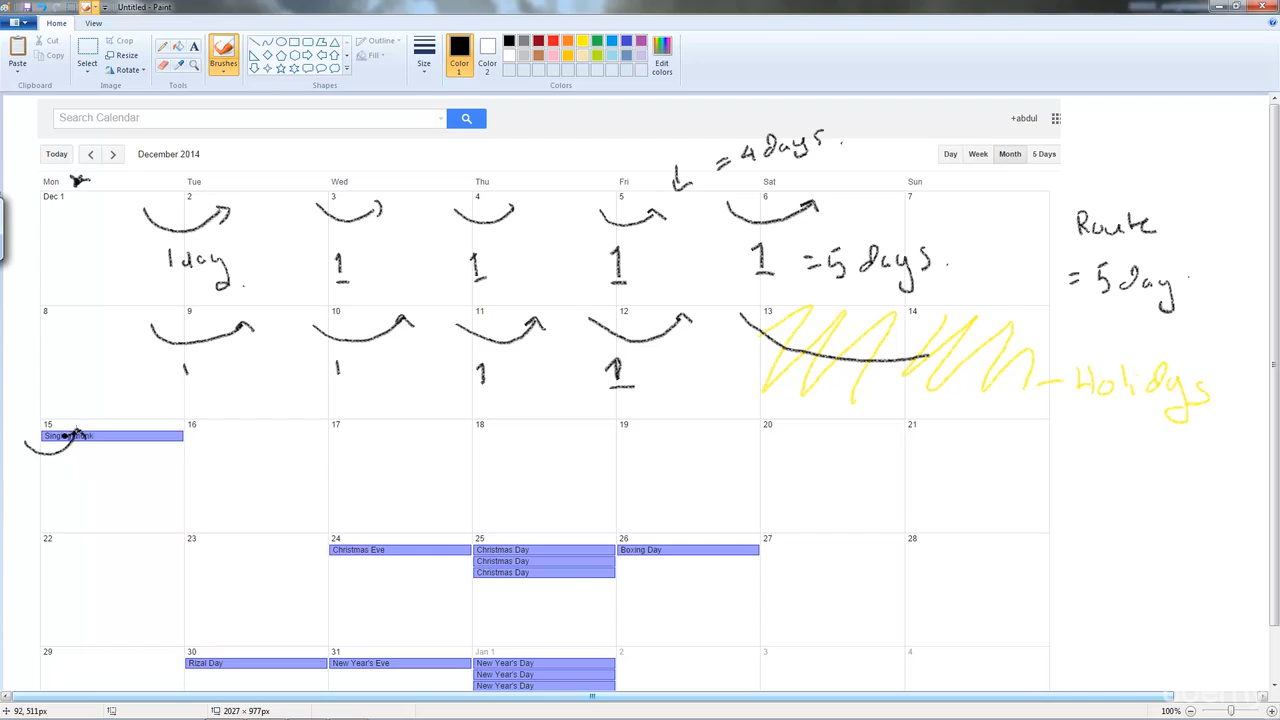 Untitled - Paint
Home View
Paste Cut Copy Clipboard
Select Crop Resize Rotate Image
Tools
Brushes
Outline Fill Shapes
Size
Color 1 Color 2 Edit colors Colors
Search Calendar +abdul
Today December 2014 Day Week Month 5 Days
= 4 days.
Mon Tue Wed Thu Fri Sat Sun
Dec 1 2 3 4 5 6 7
Route
1 day. 1 1 1 1 = 5 days.
= 5 day
8 9 10 11 12 13 14
1 1 1 1
Holidys
15 16 17 18 19 20 21
22 23 24 25 26 27 28
Christmas Eve Christmas Day Boxing Day
Christmas Day
Christmas Day
29 30 31 Jan 1 2 3 4
Rizal Day New Year's Eve New Year's Day
New Year's Day
New Year's Day
udemy
92, 511px 2027 × 977px 100%